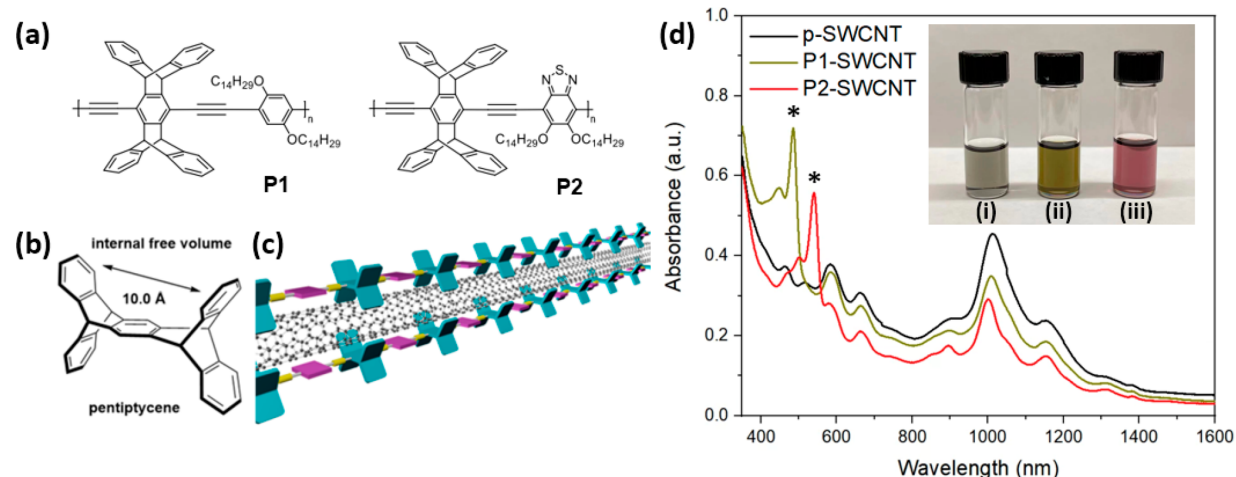 (a)
C₁₄H₂₉O
OC₁₄H₂₉
n
P1
S
N
N
C₁₄H₂₉O
OC₁₄H₂₉
n
P2
(b)
internal free volume
10.0 Å
pentiptycene
(c)
(d)
Absorbance (a.u.)
1.0
0.8
0.6
0.4
0.2
0.0
p-SWCNT
P1-SWCNT
P2-SWCNT
*
*
(i)
(ii)
(iii)
400
600
800
1000
1200
1400
1600
Wavelength (nm)